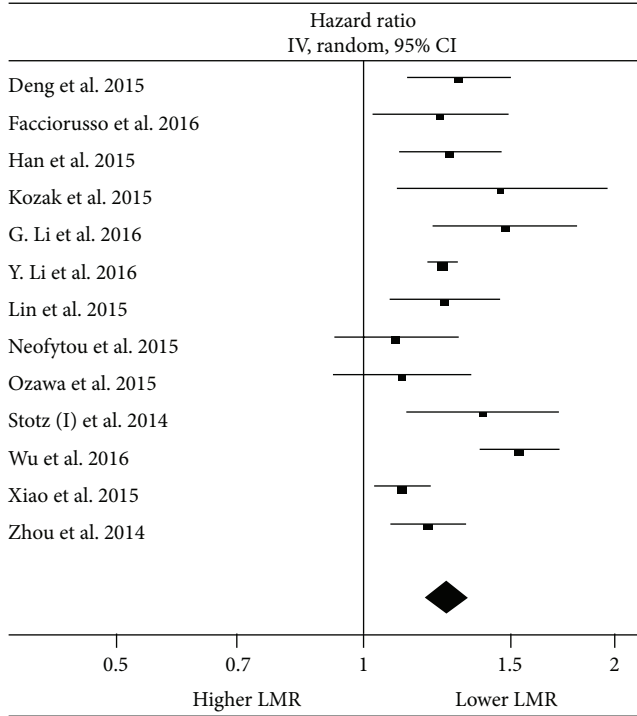 Hazard ratio
IV, random, 95% CI
Deng et al. 2015
Facciorusso et al. 2016
Han et al. 2015
Kozak et al. 2015
G. Li et al. 2016
Y. Li et al. 2016
Lin et al. 2015
Neofytou et al. 2015
Ozawa et al. 2015
Stotz (I) et al. 2014
Wu et al. 2016
Xiao et al. 2015
Zhou et al. 2014
0.5 0.7 1 1.5 2
Higher LMR Lower LMR